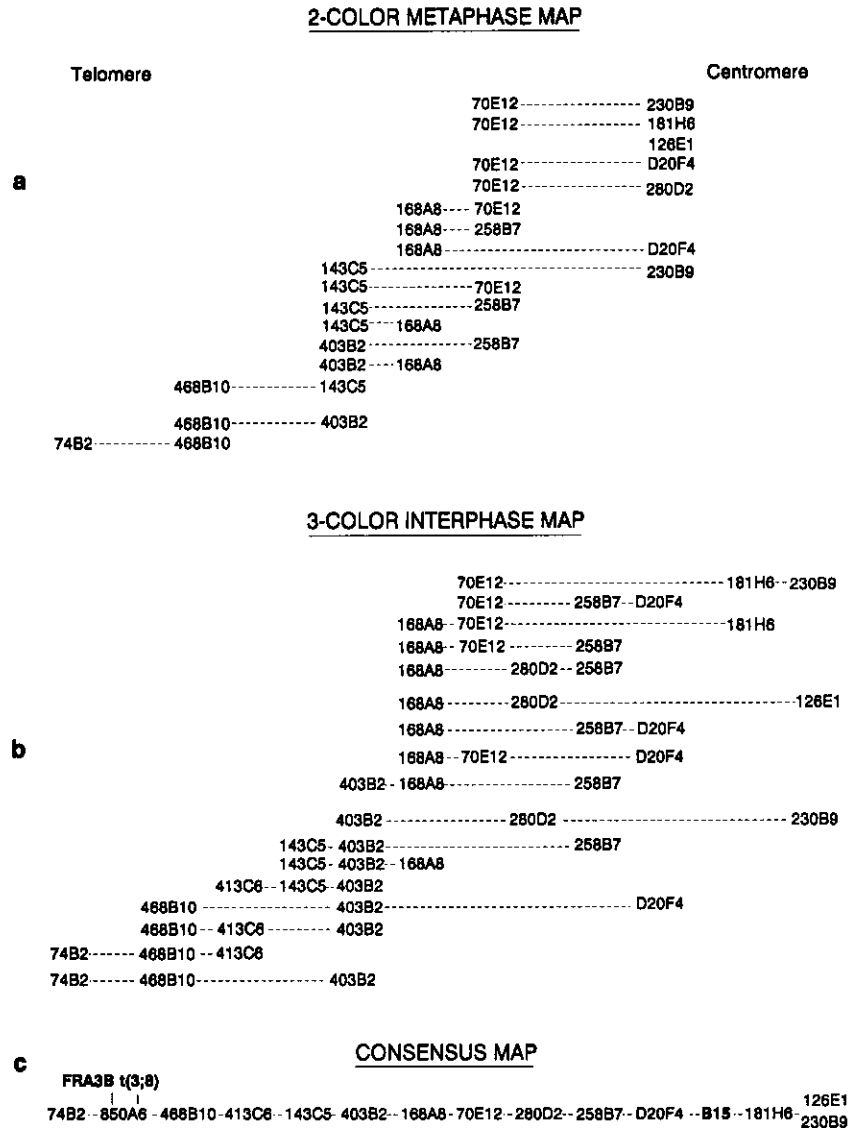 2-COLOR METAPHASE MAP
Telomere Centromere
70E12 230B9
70E12 181H6
126E1
a
70E12 D20F4
70E12 280D2
168A8 70E12
168A8 258B7
168A8 D20F4
143C5 230B9
143C5 70E12
143C5 258B7
143C5 168A8
403B2 258B7
403B2 168A8
468B10 143C5
468B10 403B2
74B2 468B10
3-COLOR INTERPHASE MAP
70E12 181H6 230B9
70E12 258B7 D20F4
168A8 70E12 181H6
168A8 70E12 258B7
168A8 280D2 258B7
168A8 280D2 126E1
168A8 258B7 D20F4
b
168A8 70E12 D20F4
403B2 168A8 258B7
403B2 280D2 230B9
143C5 403B2 258B7
143C5 403B2 168A8
413C6 143C5 403B2
468B10 403B2 D20F4
468B10 413C6 403B2
74B2 468B10 413C6
74B2 468B10 403B2
c
CONSENSUS MAP
FRA3B t(3;8)
74B2 850A6 468B10 413C6 143C5 403B2 168A8 70E12 280D2 258B7 D20F4 B15 181H6 126E1
230B9